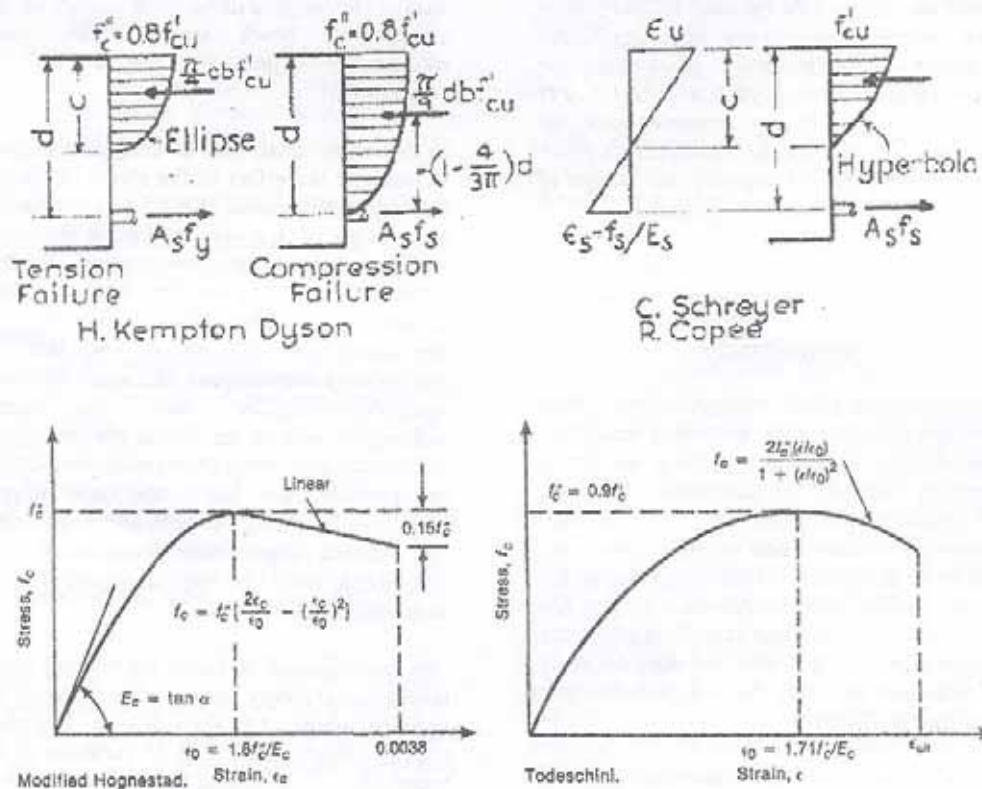 f"c = 0.8f'cu
π/4 cbf'cu
c
d
Ellipse
Asfy
Tension
Failure
f"c = 0.8f'cu
π/4 dbf'cu
d
(1-4/3π)d
Asfs
Compression
Failure
H. Kempton Dyson
εu
εs-fs/Es
f'cu
c
d
Hyperbola
Asfs
C. Schreyer
R. Copeé
f"c
Linear
0.15f"c
Stress, fc
fc = f"c[2εc/ε0 - (εc/ε0)²]
Ec = tan α
ε0 = 1.8f"c/Ec
0.0038
Modified Hognestad.
Strain, εc
f"c = 0.9f'c
fc = 2f"c(ε/ε0)/1 + (ε/ε0)²
Stress, fc
ε0 = 1.71f'c/Ec
εult
Todeschini.
Strain, ε